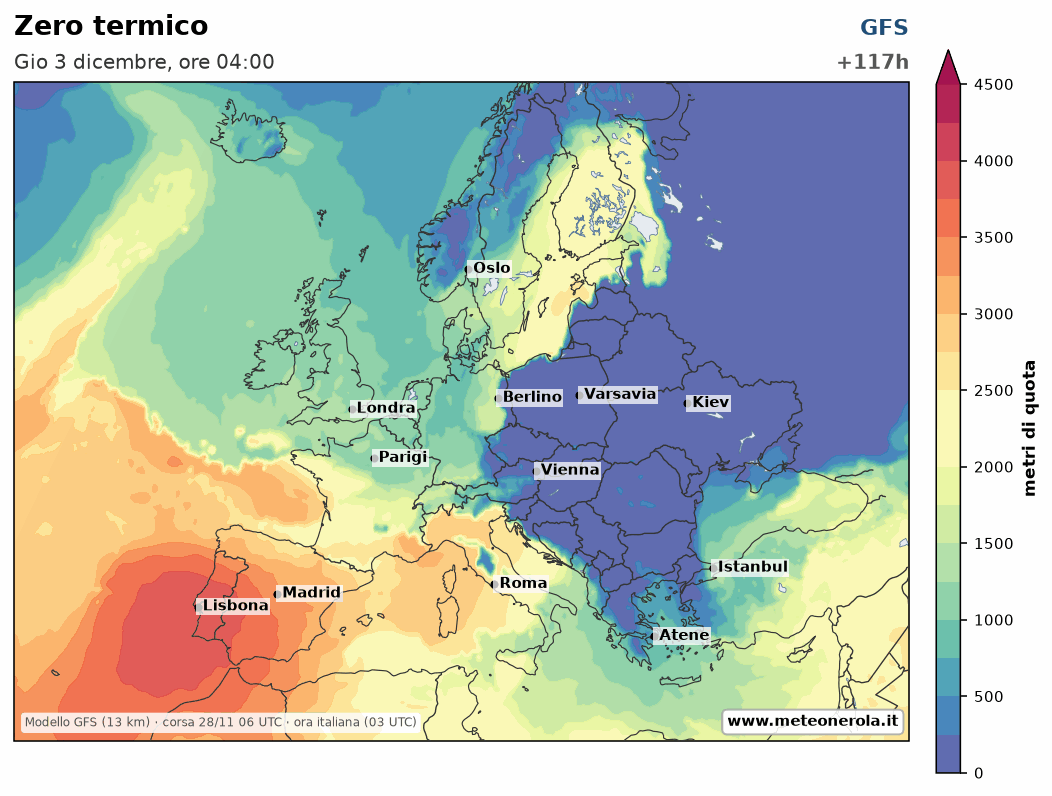 Zero termico
GFS
Gio 3 dicembre, ore 04:00
+117h
4500
4000
3500
3000
2500
2000
1500
1000
500
0
metri di quota
Oslo
Berlino
Varsavia
Kiev
Londra
Parigi
Vienna
Istanbul
Roma
Madrid
Lisbona
Atene
Modello GFS (13 km) · corsa 28/11 06 UTC · ora italiana (03 UTC)
www.meteonerola.it